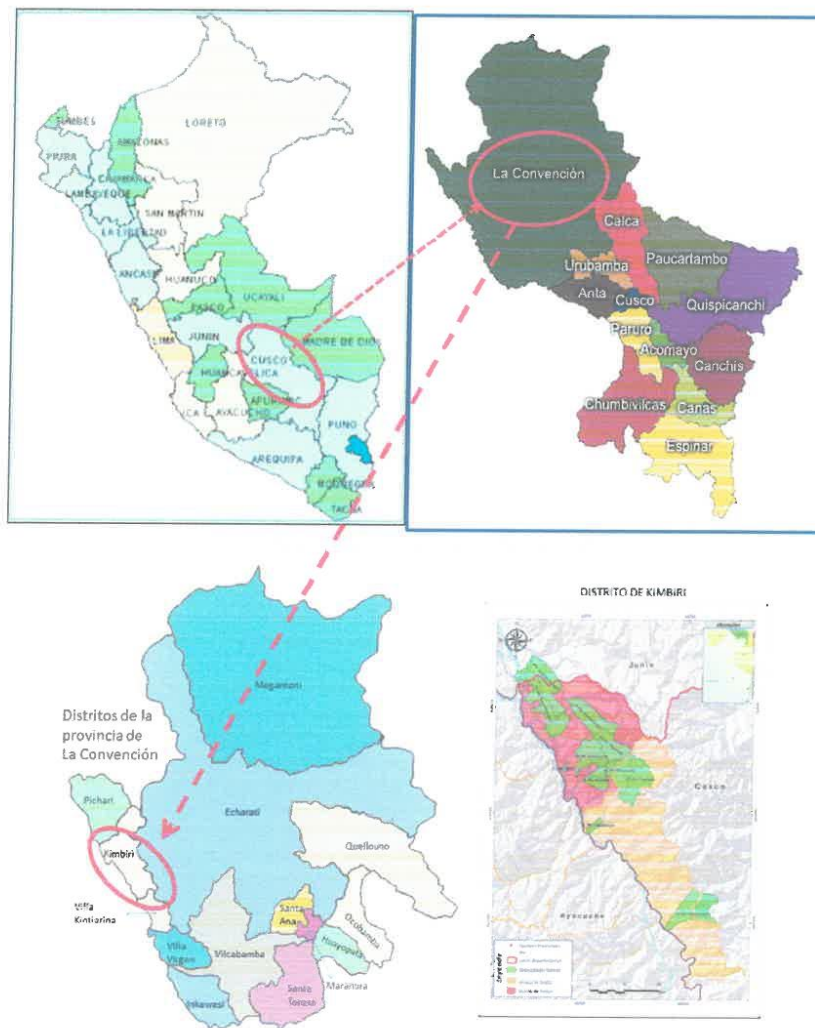 LORETO
TUMBES
AMAZONAS
PIURA
CAJAMARCA
LAMBAYEQUE
SAN MARTIN
LA LIBERTAD
ANCASH
HUANUCO
UCAYALI
PASCO
LIMA
JUNIN
MADRE DE DIOS
CUSCO
HUANCAVELICA
APURIMAC
ICA
AYACUCHO
PUNO
AREQUIPA
MOQUEGUA
TACNA
La Convención
Calca
Paucartambo
Urubamba
Anta
Cusco
Quispicanchi
Paruro
Acomayo
Canchis
Chumbivilcas
Canas
Espinar
DISTRITO DE KIMBIRI
Junin
Cusco
Ayacucho
Megantoni
Distritos de la
provincia de
La Convención
Pichari
Echarati
Kimbiri
Quellouno
Villa
Kintiarina
Santa
Ana
Ocobamba
Villa
Virgen
Vilcabamba
Huayopata
Maranura
Inkawasi
Santa
Teresa